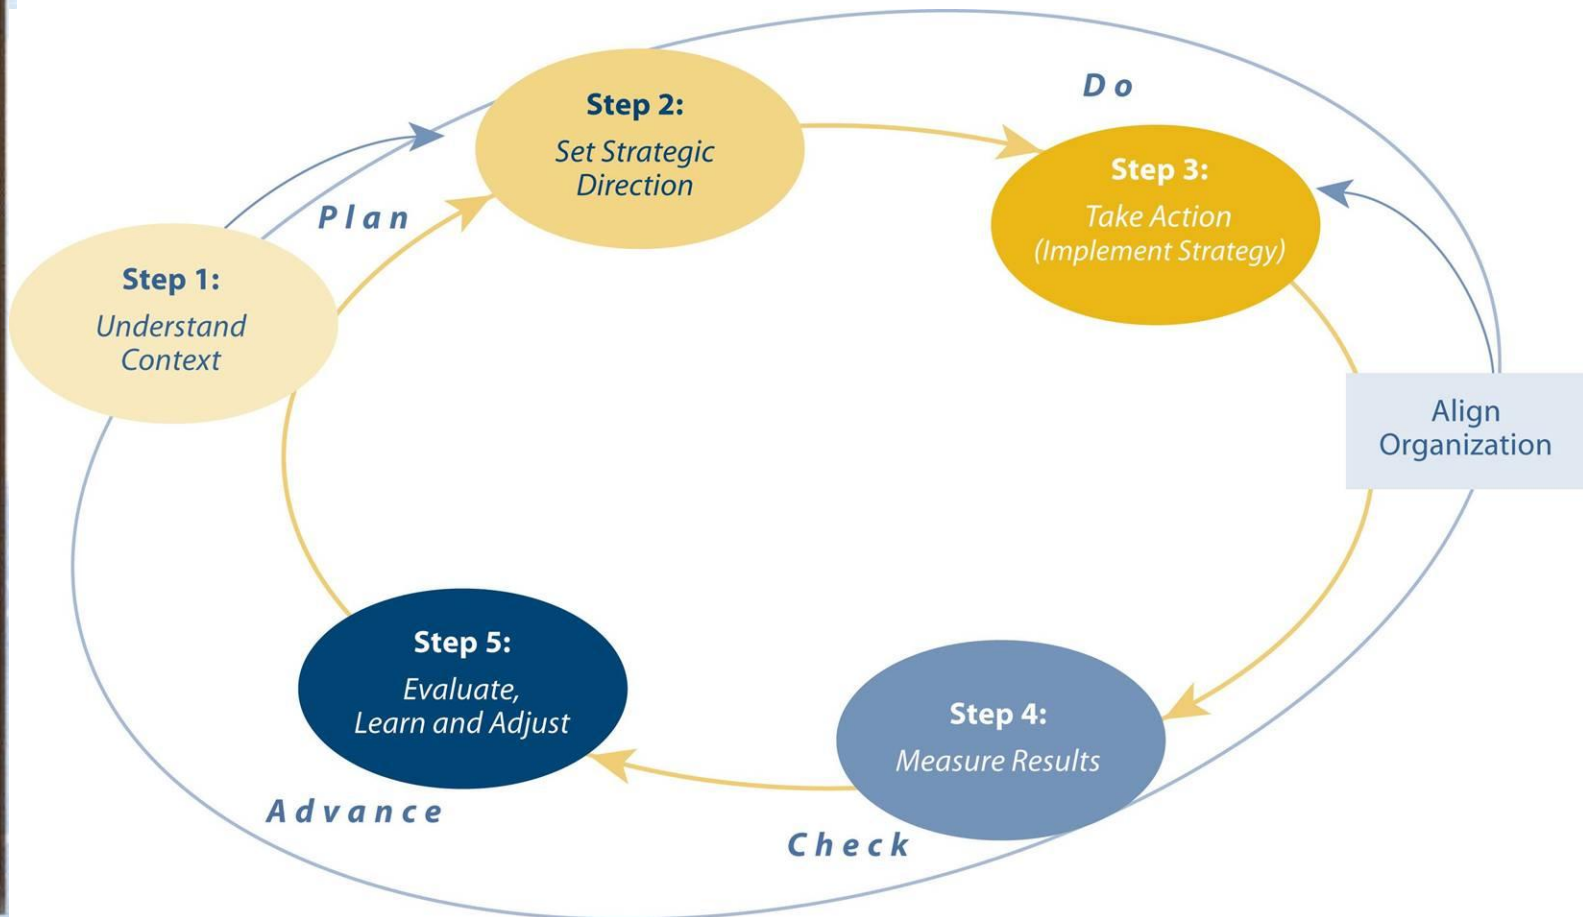 Step 1:
Understand
Context
Plan
Step 2:
Set Strategic
Direction
Do
Step 3:
Take Action
(Implement Strategy)
Align
Organization
Step 4:
Measure Results
Check
Step 5:
Evaluate,
Learn and Adjust
Advance